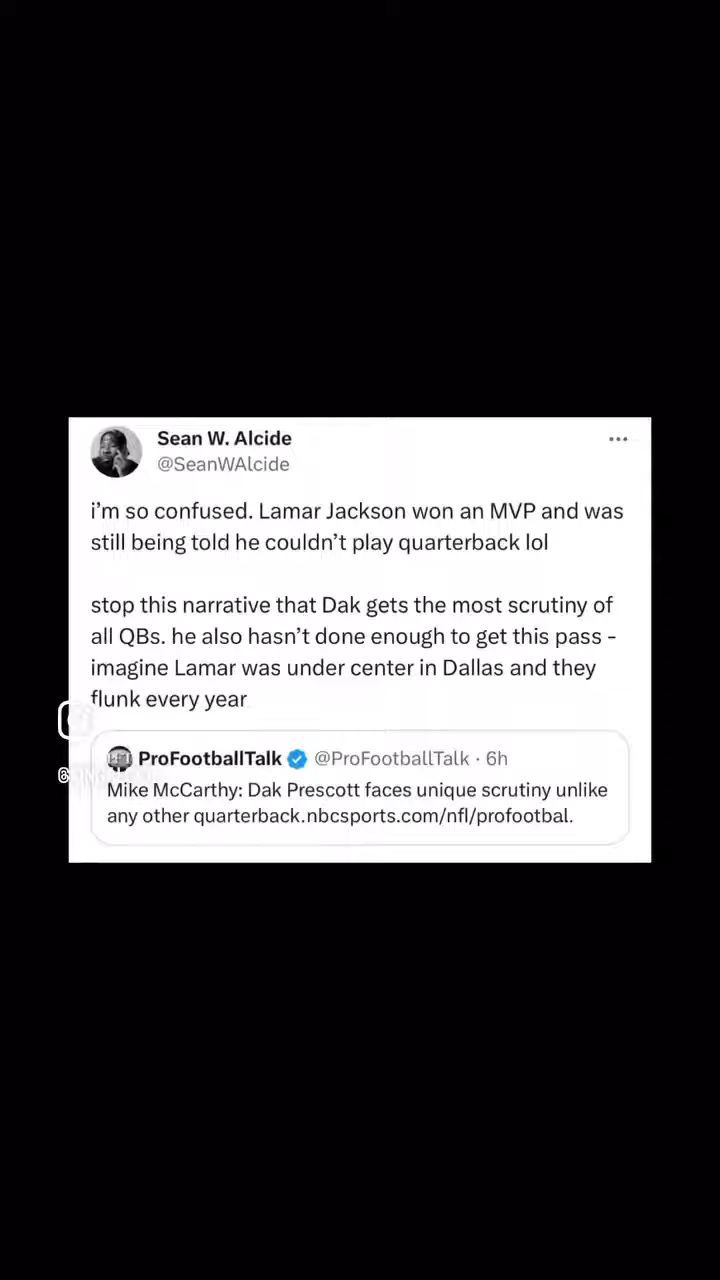 Sean W. Alcide
@SeanWAlcide
i’m so confused. Lamar Jackson won an MVP and was
still being told he couldn’t play quarterback lol
stop this narrative that Dak gets the most scrutiny of
all QBs. he also hasn’t done enough to get this pass -
imagine Lamar was under center in Dallas and they
flunk every year
ProFootballTalk @ProFootballTalk · 6h
Mike McCarthy: Dak Prescott faces unique scrutiny unlike
any other quarterback.nbcsports.com/nfl/profootbal.